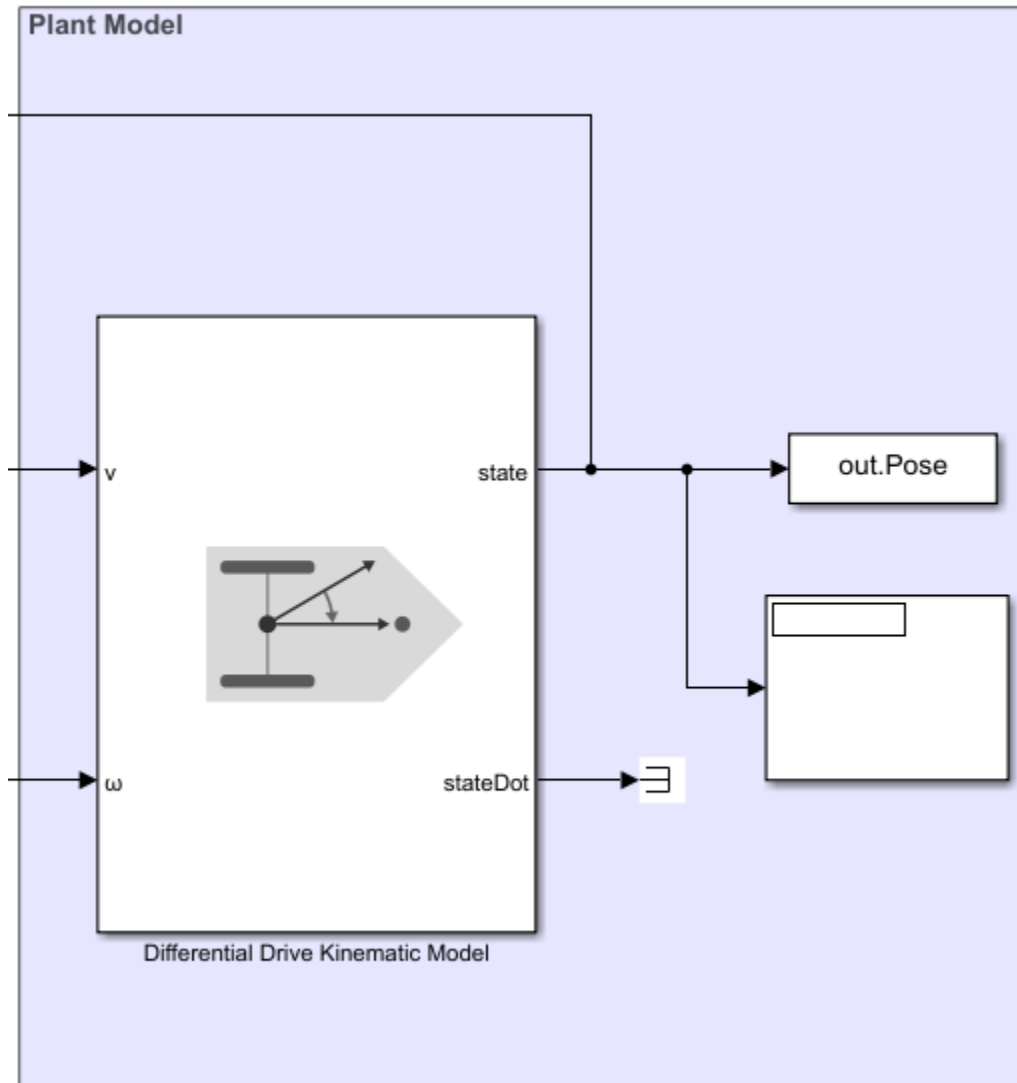 Plant Model
v
state
out.Pose
ω
stateDot
Differential Drive Kinematic Model